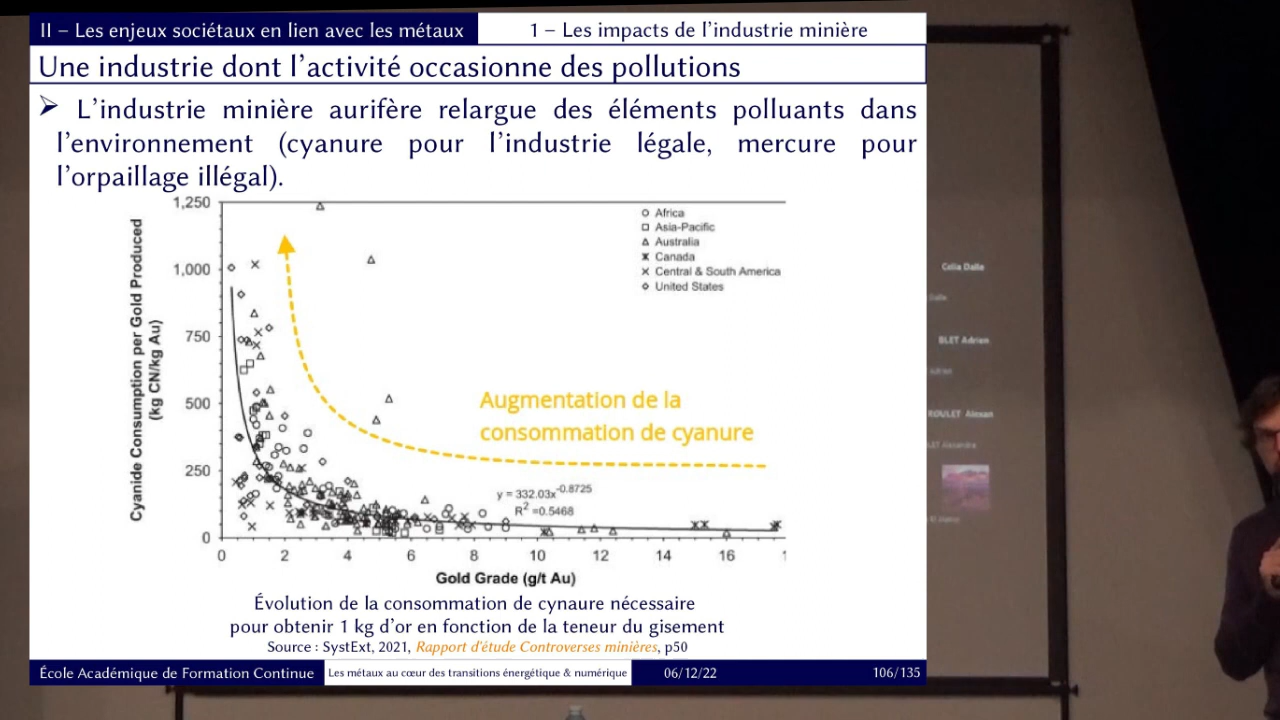 II – Les enjeux sociétaux en lien avec les métaux
1 – Les impacts de l’industrie minière
Une industrie dont l’activité occasionne des pollutions
➢ L’industrie minière aurifère relargue des éléments polluants dans
l’environnement (cyanure pour l’industrie légale, mercure pour
l’orpaillage illégal).
Cyanide Consumption per Gold Produced
(kg CN/kg Au)
1,250
1,000
750
500
250
0
Africa
Asia-Pacific
Australia
Canada
Central & South America
United States
Augmentation de la
consommation de cyanure
y = 332.03x^-0.8725
R² =0.5468
0 2 4 6 8 10 12 14 16 1
Gold Grade (g/t Au)
Évolution de la consommation de cynaure nécessaire
pour obtenir 1 kg d’or en fonction de la teneur du gisement
Source : SystExt, 2021, Rapport d’étude Controverses minières, p50
École Académique de Formation Continue
Les métaux au cœur des transitions énergétique & numérique
06/12/22
106/135
Celia Dalle
Dalle
BLET Adrien
ROULET Alexan
LET Alexandre